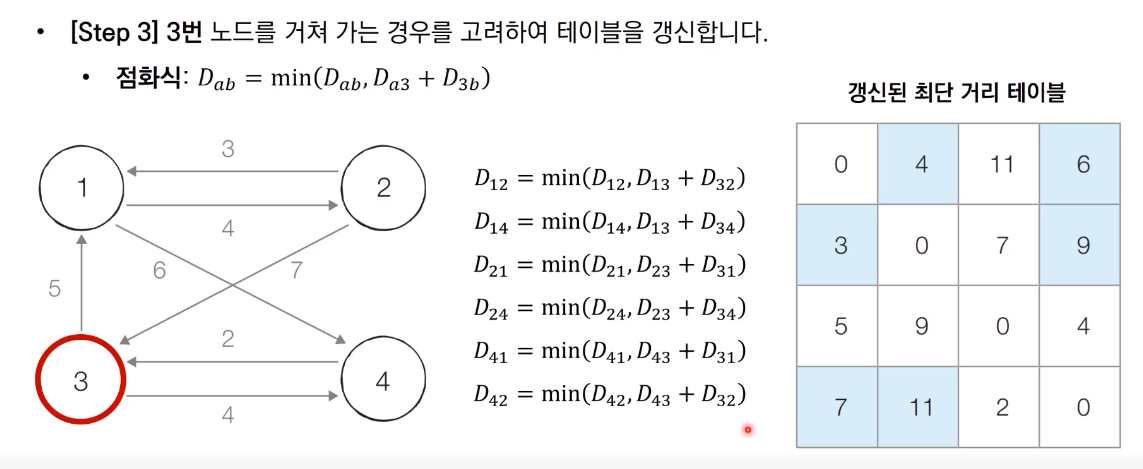 • [Step 3] 3번 노드를 거쳐 가는 경우를 고려하여 테이블을 갱신합니다.
• 점화식: D_{ab} = min(D_{ab}, D_{a3} + D_{3b})
갱신된 최단 거리 테이블
1
2
3
4
3
4
6
7
5
2
4
D_{12} = min(D_{12}, D_{13} + D_{32})
D_{14} = min(D_{14}, D_{13} + D_{34})
D_{21} = min(D_{21}, D_{23} + D_{31})
D_{24} = min(D_{24}, D_{23} + D_{34})
D_{41} = min(D_{41}, D_{43} + D_{31})
D_{42} = min(D_{42}, D_{43} + D_{32})
0 4 11 6
3 0 7 9
5 9 0 4
7 11 2 0